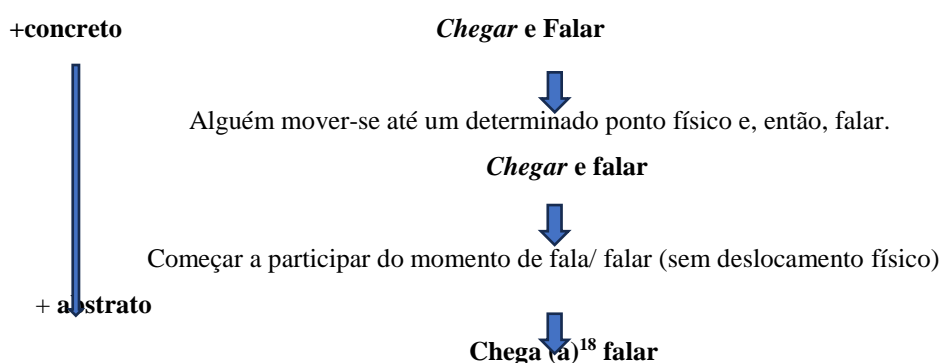 +concreto Chegar e Falar
Alguém mover-se até um determinado ponto físico e, então, falar.
Chegar e falar
Começar a participar do momento de fala/ falar (sem deslocamento físico)
+ abstrato
Chega (a)18 falar